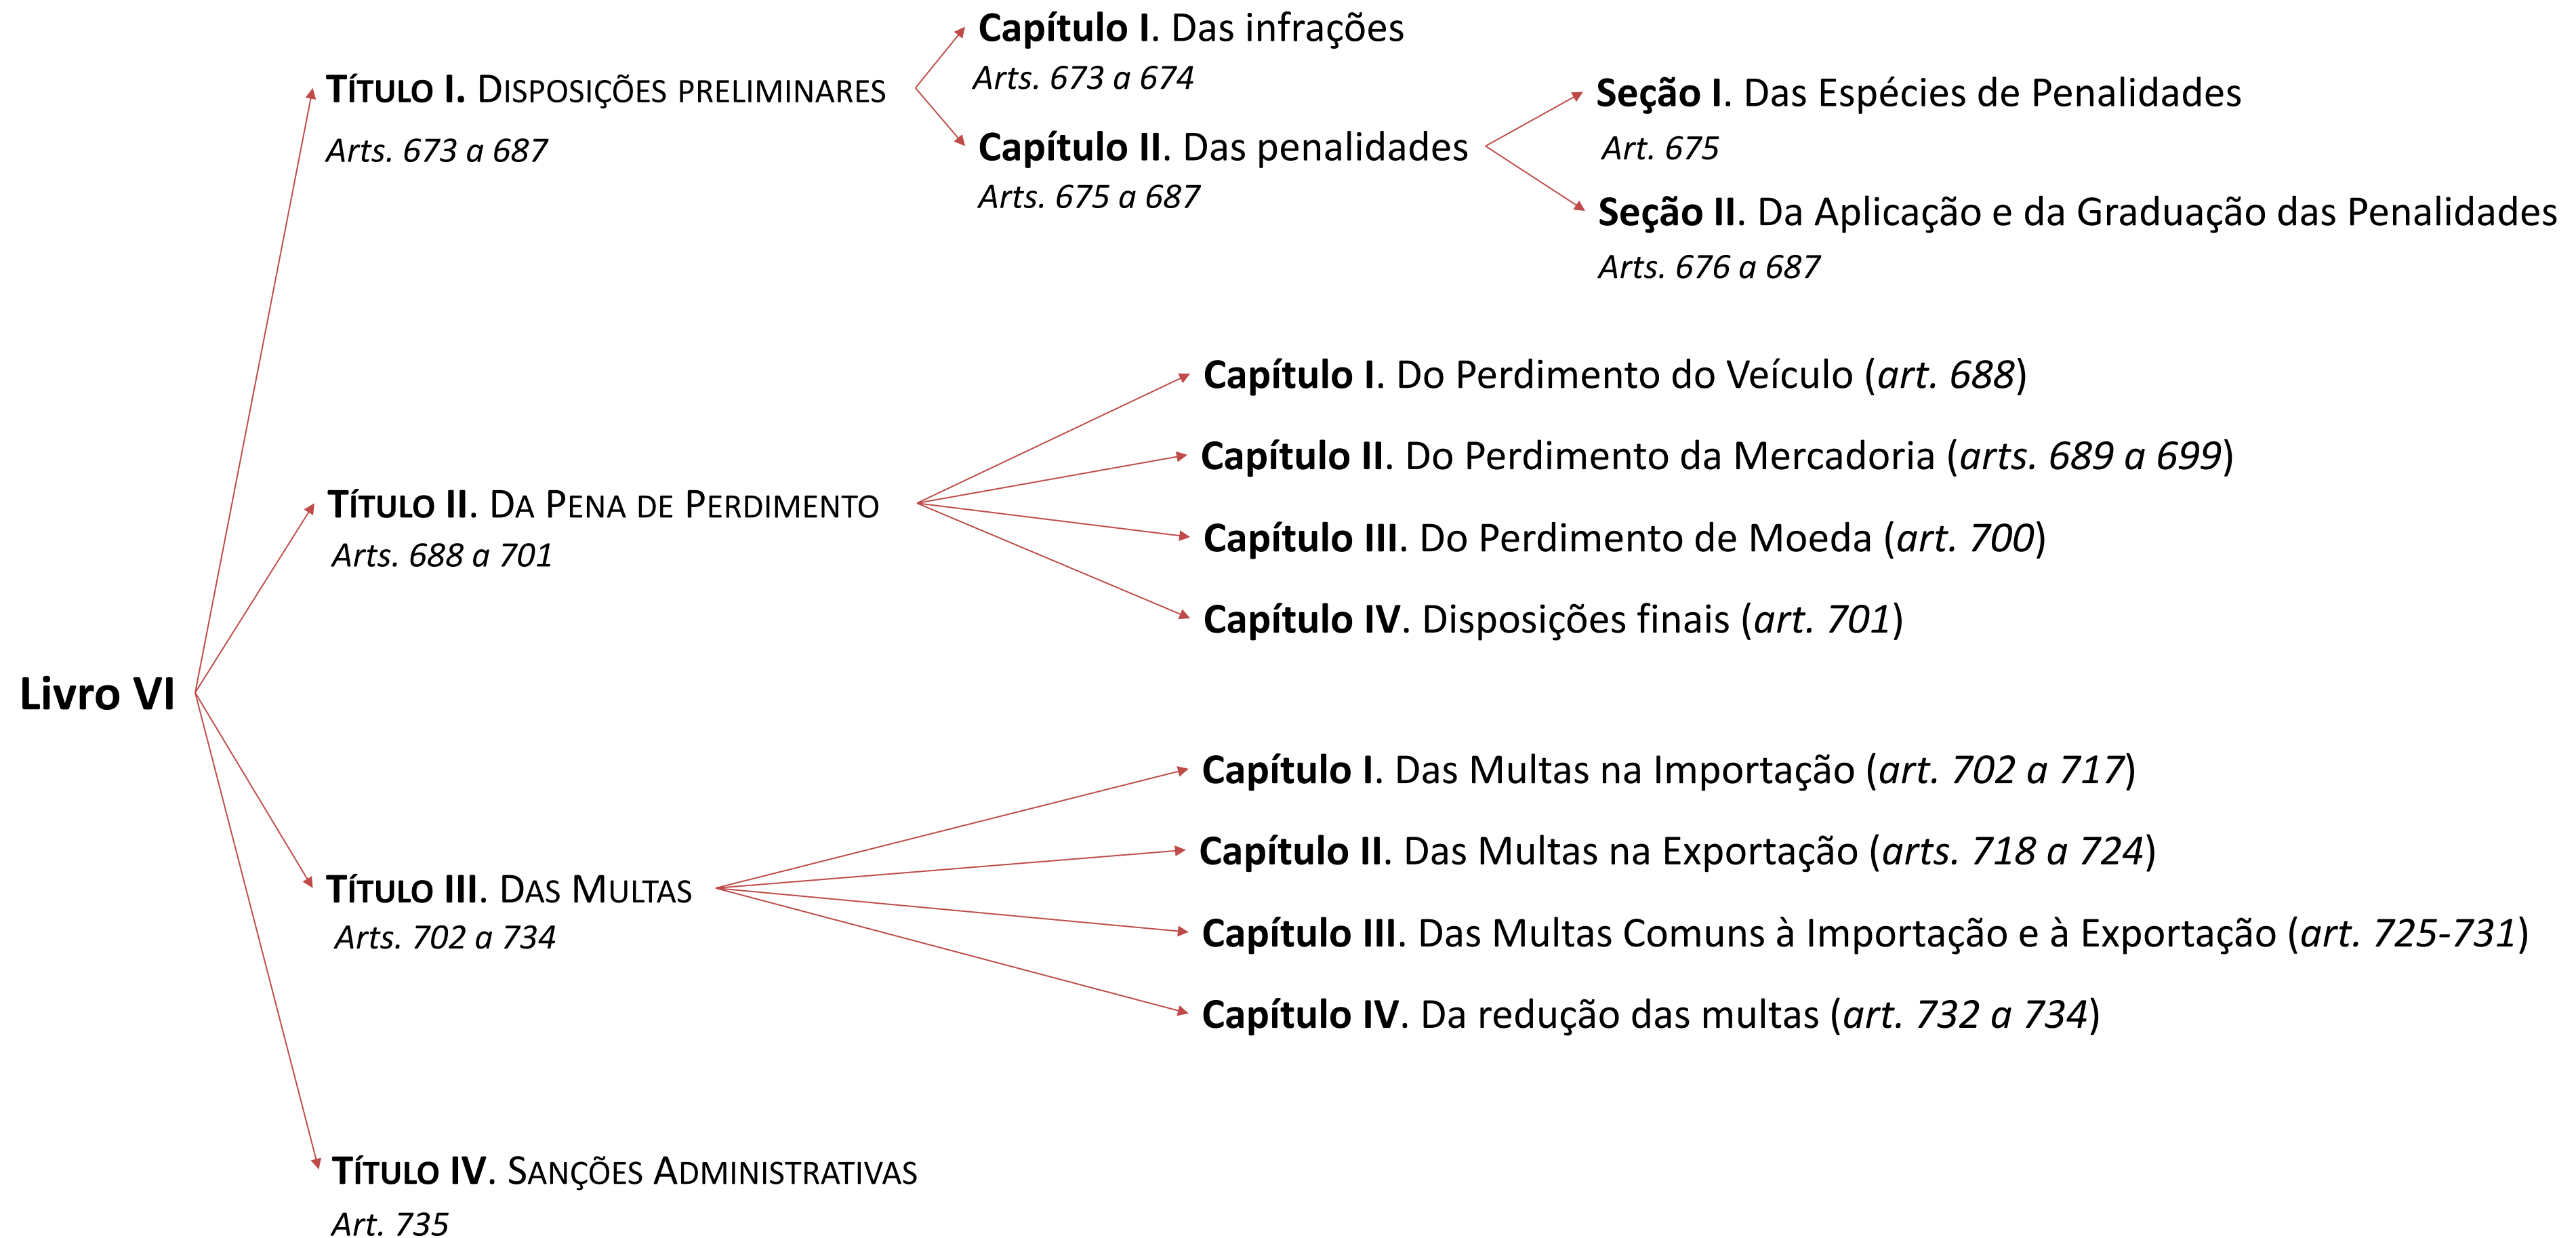 Livro VI
TÍTULO I. DISPOSIÇÕES PRELIMINARES
Arts. 673 a 687
Capítulo I. Das infrações
Arts. 673 a 674
Capítulo II. Das penalidades
Arts. 675 a 687
Seção I. Das Espécies de Penalidades
Art. 675
Seção II. Da Aplicação e da Graduação das Penalidades
Arts. 676 a 687
TÍTULO II. DA PENA DE PERDIMENTO
Arts. 688 a 701
Capítulo I. Do Perdimento do Veículo (art. 688)
Capítulo II. Do Perdimento da Mercadoria (arts. 689 a 699)
Capítulo III. Do Perdimento de Moeda (art. 700)
Capítulo IV. Disposições finais (art. 701)
TÍTULO III. DAS MULTAS
Arts. 702 a 734
Capítulo I. Das Multas na Importação (art. 702 a 717)
Capítulo II. Das Multas na Exportação (arts. 718 a 724)
Capítulo III. Das Multas Comuns à Importação e à Exportação (art. 725-731)
Capítulo IV. Da redução das multas (art. 732 a 734)
TÍTULO IV. SANÇÕES ADMINISTRATIVAS
Art. 735